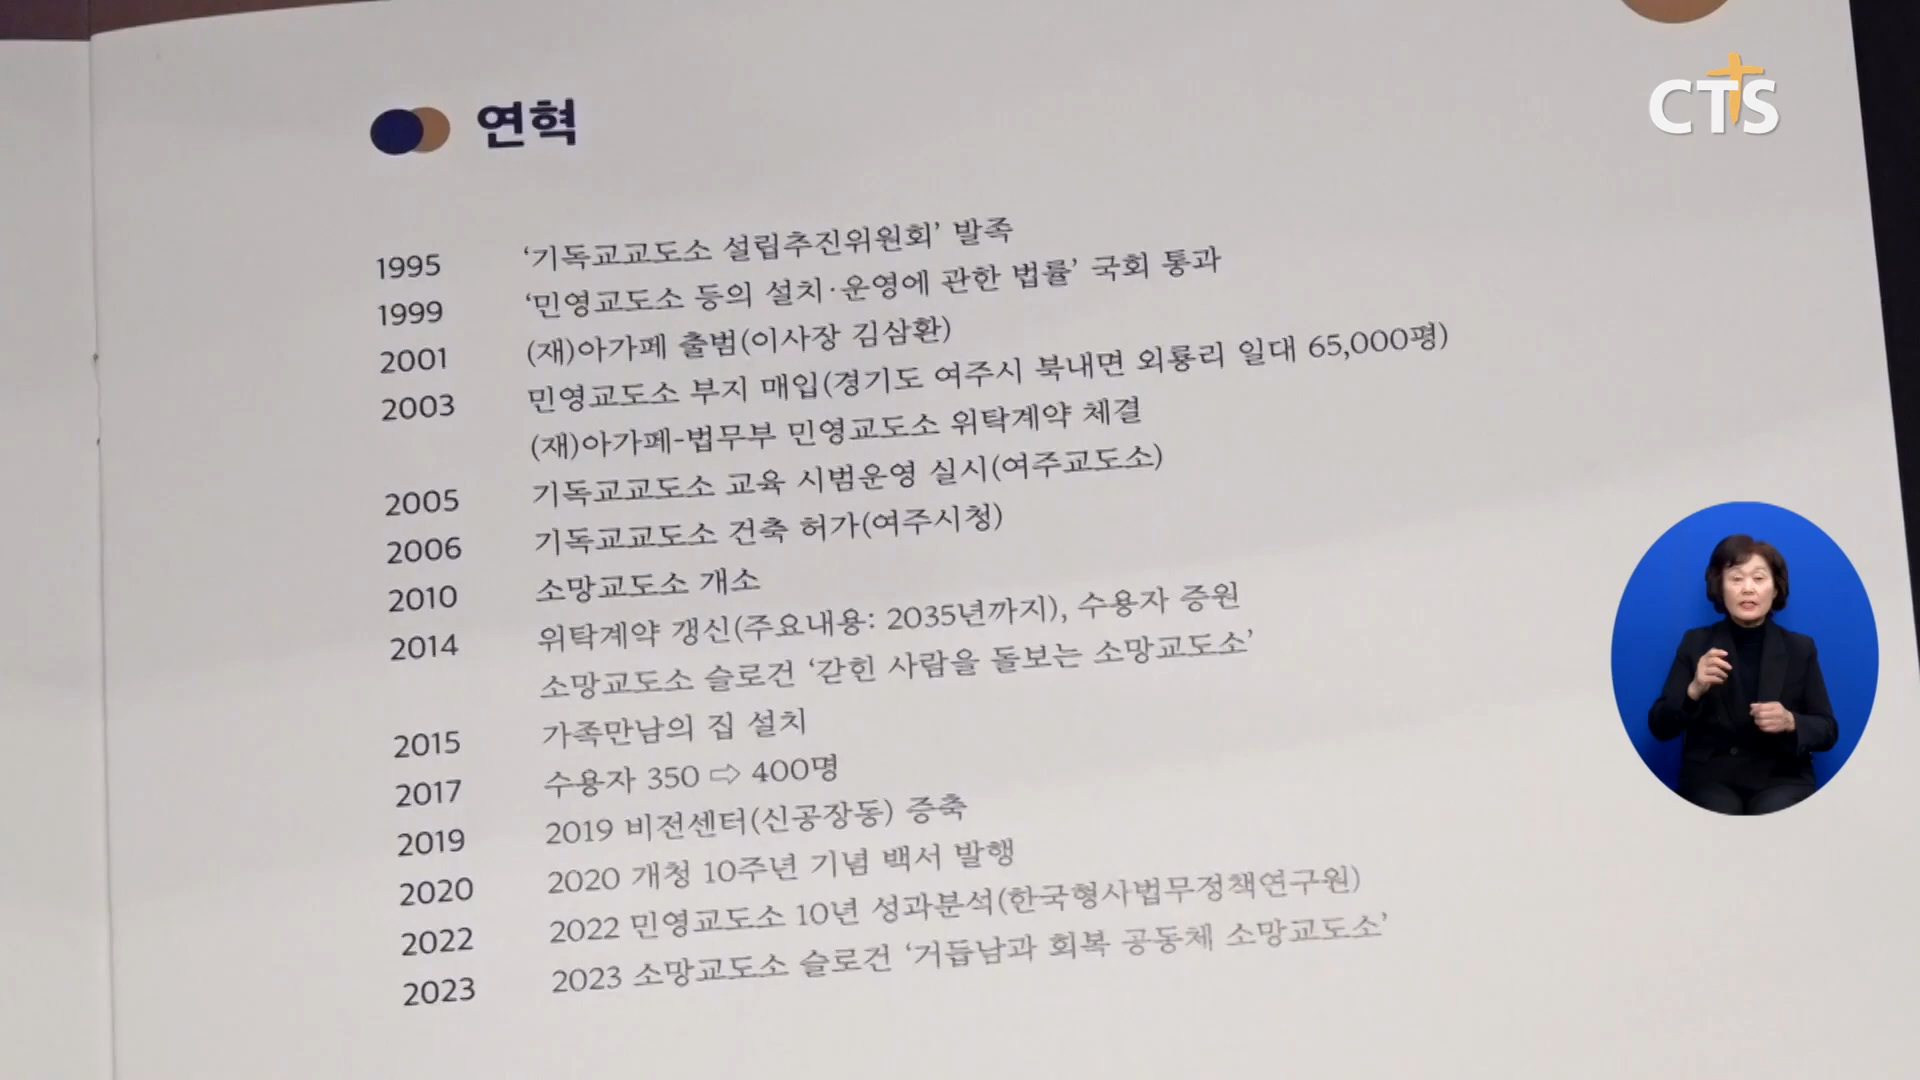 CTS
연혁
1995 ‘기독교교도소 설립추진위원회’ 발족
1999 ‘민영교도소 등의 설치·운영에 관한 법률’ 국회 통과
2001 (재)아가페 출범(이사장 김삼환)
2003 민영교도소 부지 매입(경기도 여주시 북내면 외룡리 일대 65,000평)
(재)아가페-법무부 민영교도소 위탁계약 체결
2005 기독교교도소 교육 시범운영 실시(여주교도소)
2006 기독교교도소 건축 허가(여주시청)
2010 소망교도소 개소
2014 위탁계약 갱신(주요내용: 2035년까지), 수용자 증원
소망교도소 슬로건 ‘갇힌 사람을 돌보는 소망교도소’
2015 가족만남의 집 설치
2017 수용자 350 ⇨ 400명
2019 2019 비전센터(신공장동) 증축
2020 2020 개청 10주년 기념 백서 발행
2022 2022 민영교도소 10년 성과분석(한국형사법무정책연구원)
2023 2023 소망교도소 슬로건 ‘거듭남과 회복 공동체 소망교도소’